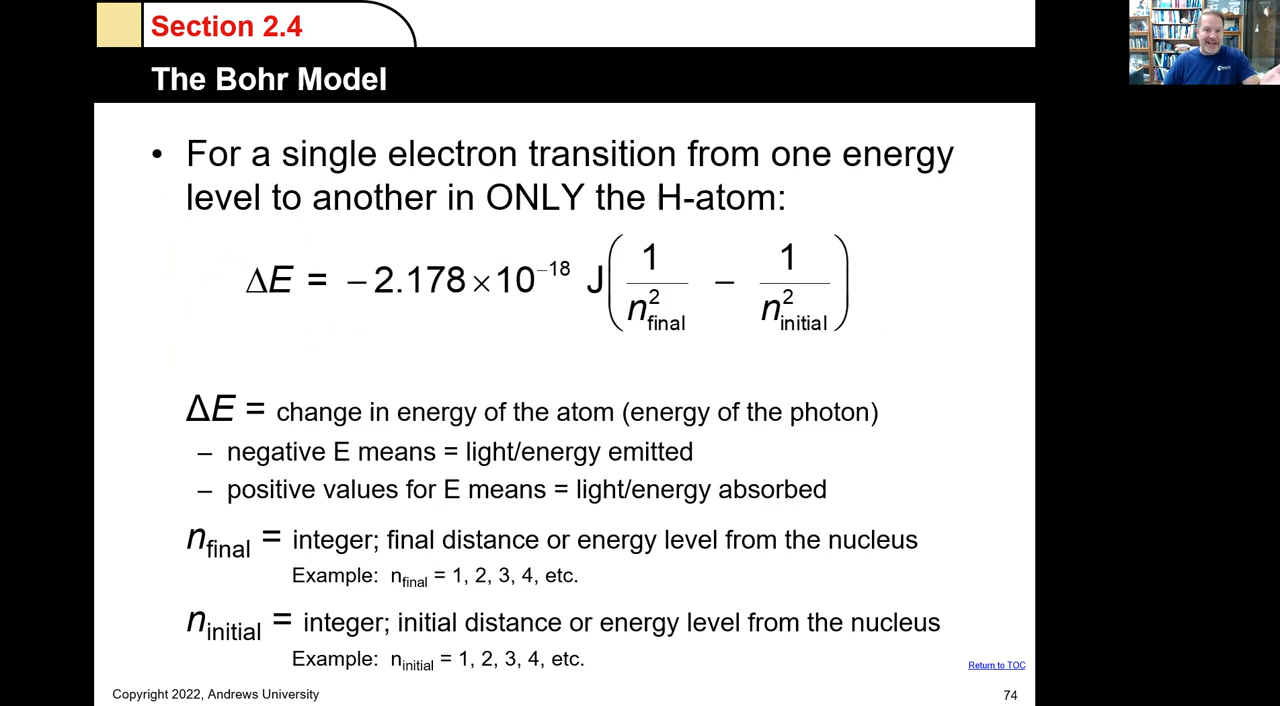 Section 2.4
The Bohr Model
• For a single electron transition from one energy
level to another in ONLY the H-atom:
ΔE = −2.178×10⁻¹⁸ J(1/n²final − 1/n²initial)
ΔE = change in energy of the atom (energy of the photon)
– negative E means = light/energy emitted
– positive values for E means = light/energy absorbed
nfinal = integer; final distance or energy level from the nucleus
Example: nfinal = 1, 2, 3, 4, etc.
ninitial = integer; initial distance or energy level from the nucleus
Example: ninitial = 1, 2, 3, 4, etc.
Return to TOC
Copyright 2022, Andrews University 74